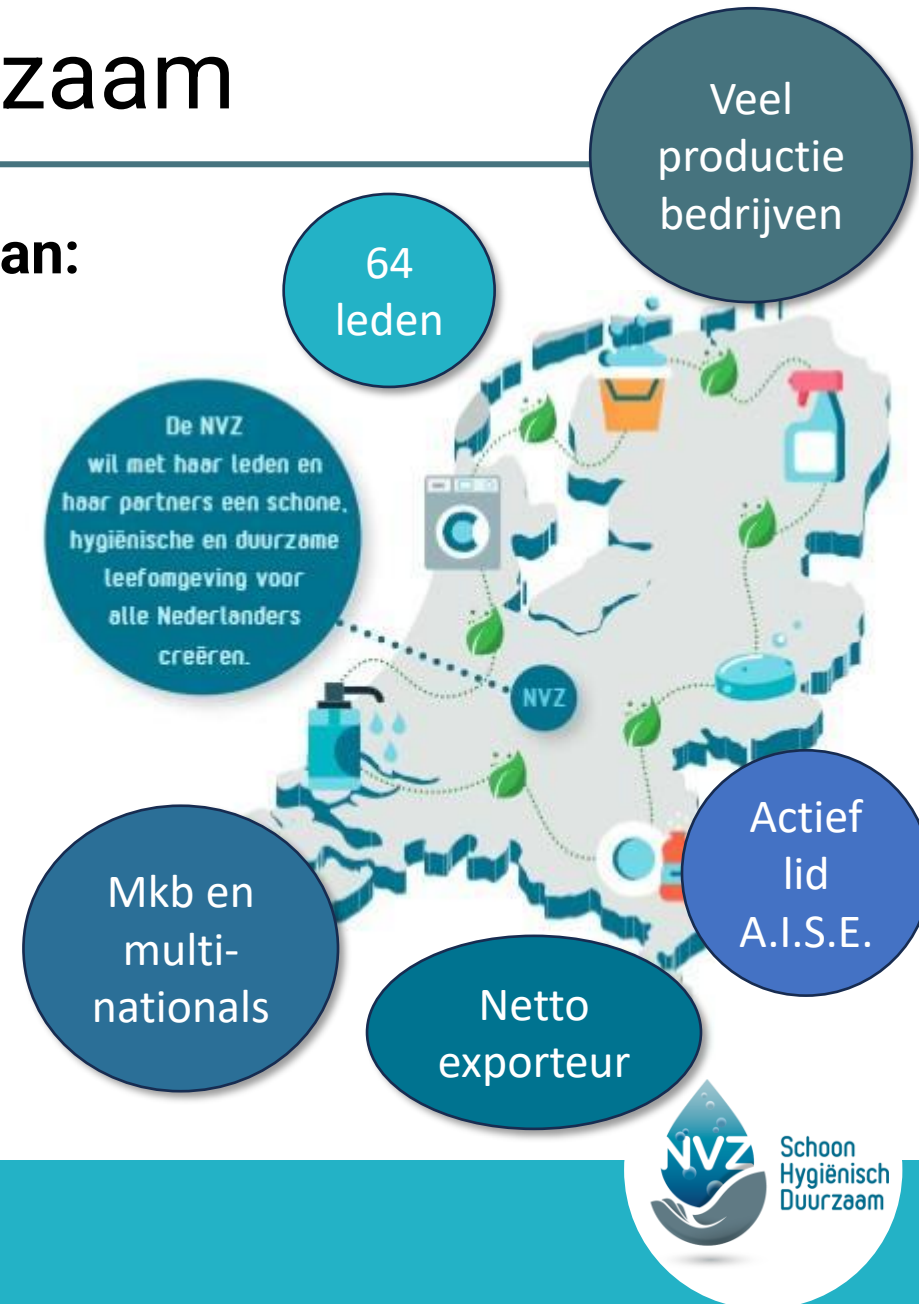 zaam
Veel
productie
bedrijven
an:
64
leden
De NVZ
wil met haar leden en
haar partners een schone,
hygiënische en duurzame
leefomgeving voor
alle Nederlanders
creëren.
NVZ
Actief
lid
A.I.S.E.
Mkb en
multi-
nationals
Netto
exporteur
NVZ
Schoon
Hygiënisch
Duurzaam